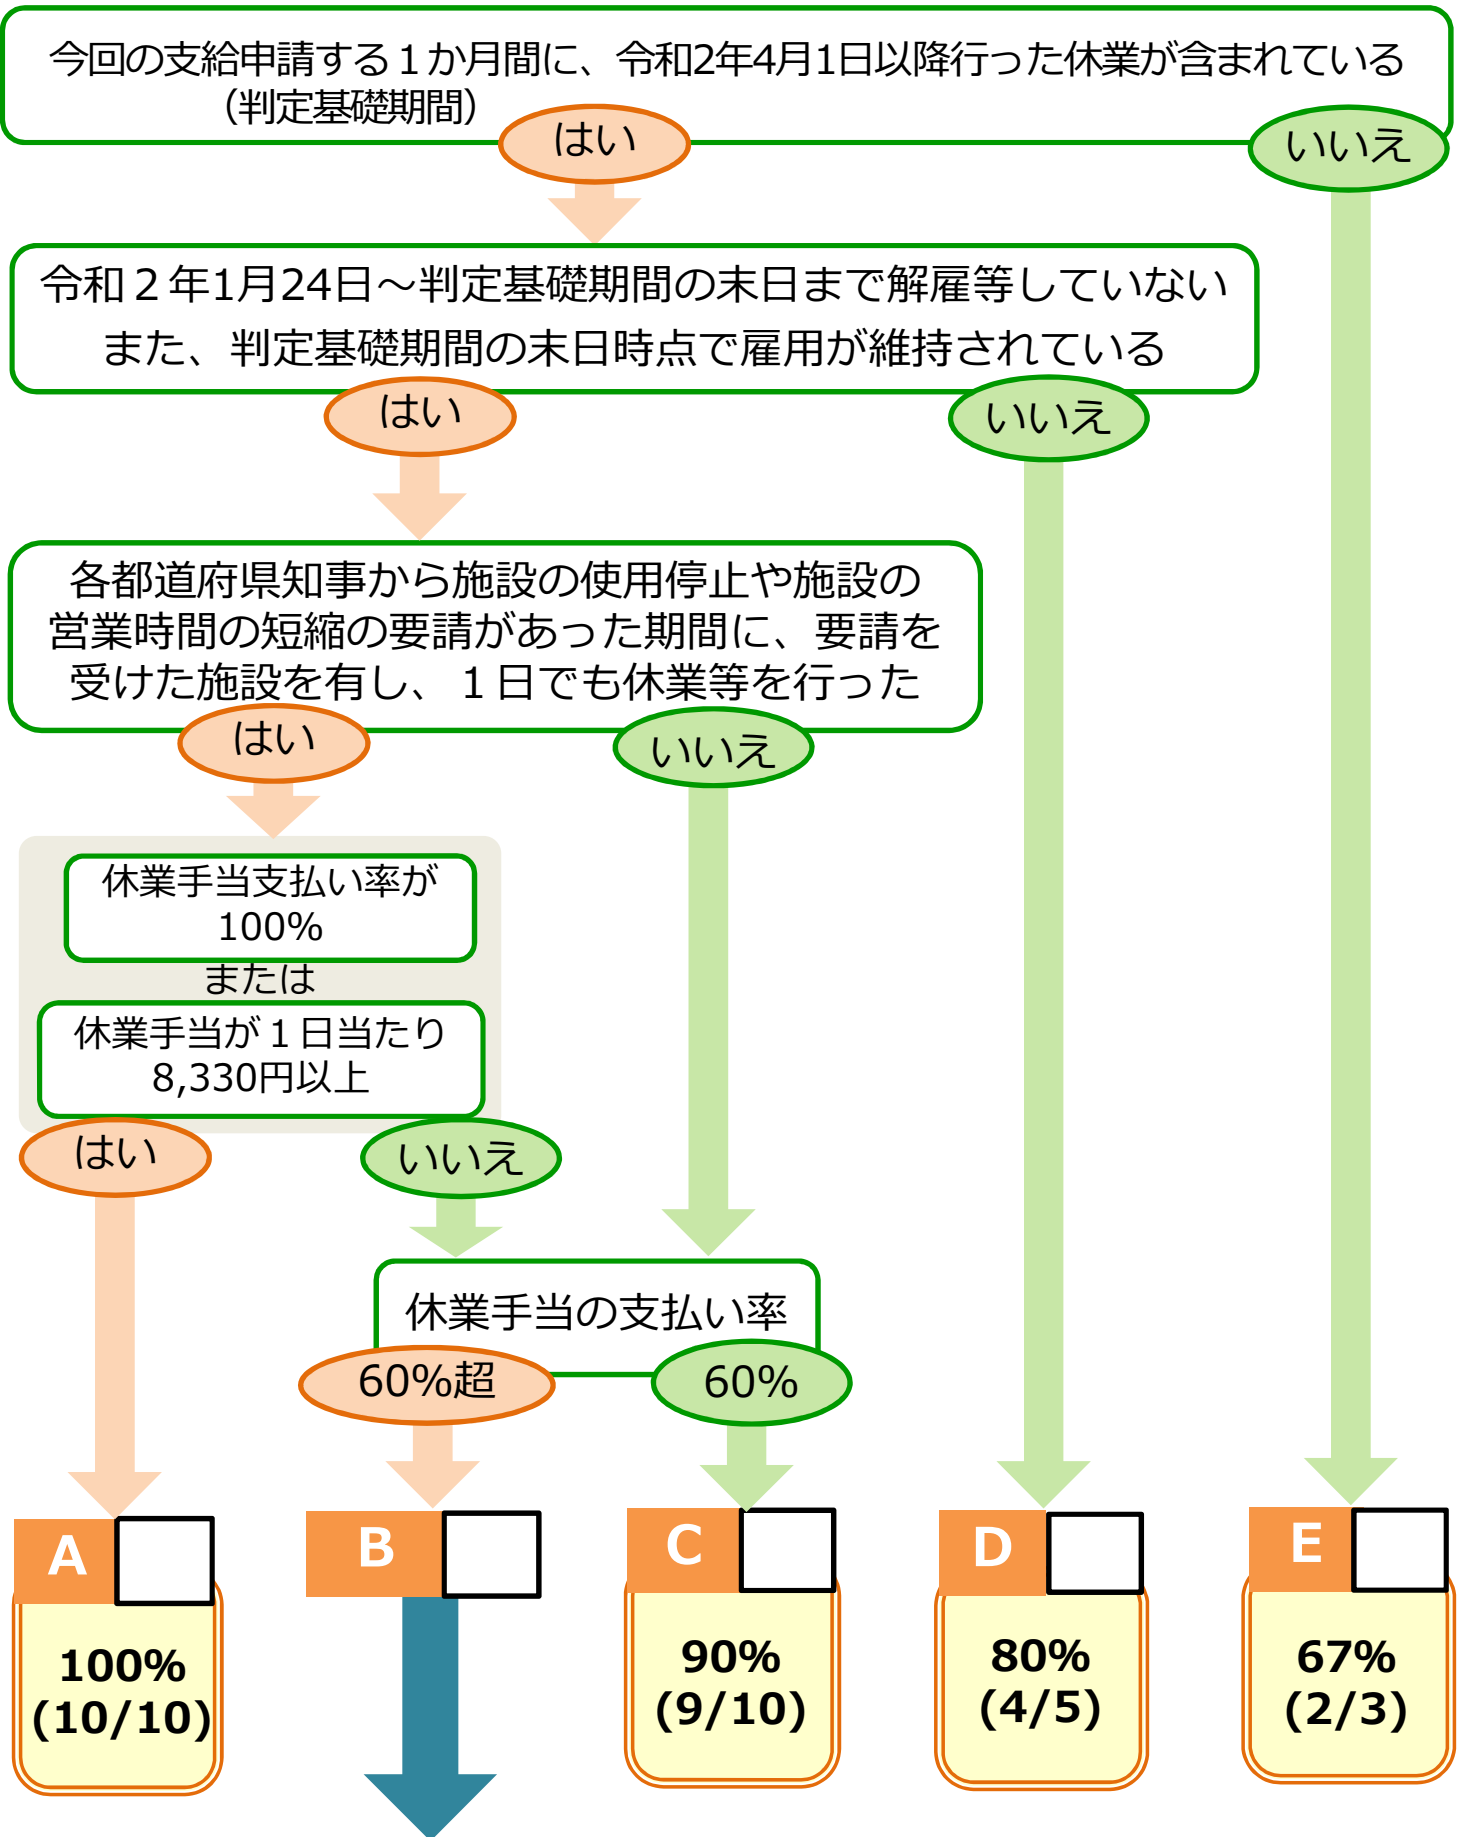 今回の支給申請する１か月間に、令和2年4月1日以降行った休業が含まれている
（判定基礎期間）
はい
いいえ
令和２年1月24日～判定基礎期間の末日まで解雇等していない
また、判定基礎期間の末日時点で雇用が維持されている
はい
いいえ
各都道府県知事から施設の使用停止や施設の
営業時間の短縮の要請があった期間に、要請を
受けた施設を有し、１日でも休業等を行った
はい
いいえ
休業手当支払い率が
100%
または
休業手当が１日当たり
8,330円以上
はい
いいえ
休業手当の支払い率
60%超
60%
A
B
C
D
E
100%
(10/10)
90%
(9/10)
80%
(4/5)
67%
(2/3)